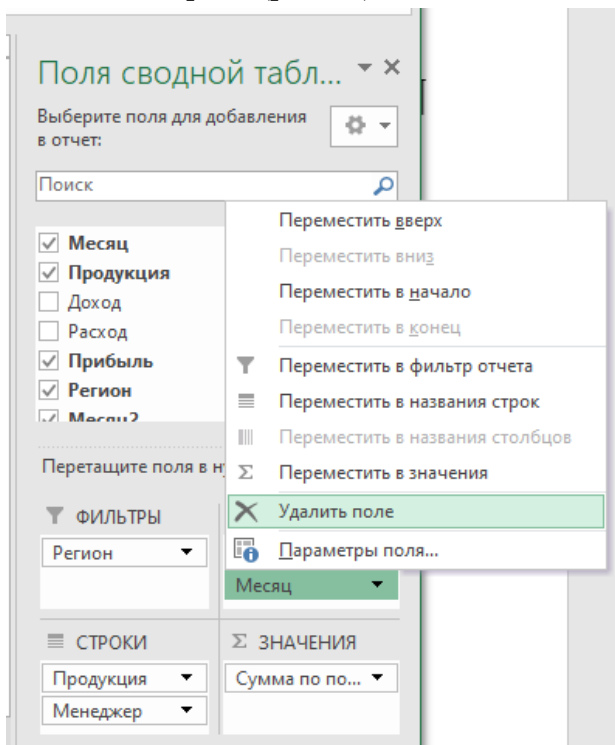 Поля сводной табл...
Выберите поля для добавления
в отчет:
Поиск
Месяц
Продукция
Доход
Расход
Прибыль
Регион
Месяц2
Перетащите поля в н
ФИЛЬТРЫ
Регион
Месяц
СТРОКИ
Продукция
Менеджер
Σ ЗНАЧЕНИЯ
Сумма по по...
Переместить вверх
Переместить вниз
Переместить в начало
Переместить в конец
Переместить в фильтр отчета
Переместить в названия строк
Переместить в названия столбцов
Σ Переместить в значения
Удалить поле
Параметры поля...